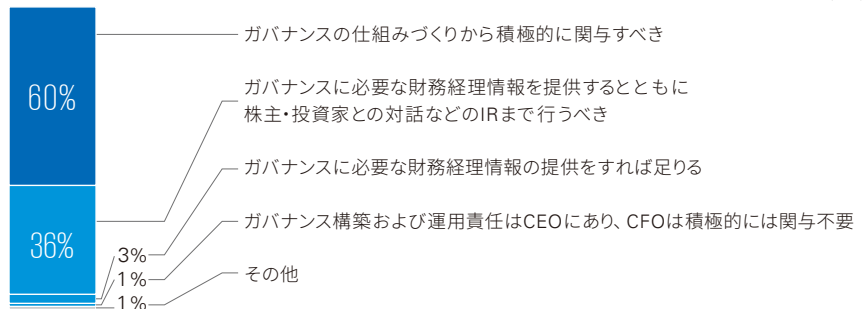 60%
36%
3%
1%
1%
ガバナンスの仕組みづくりから積極的に関与すべき
ガバナンスに必要な財務経理情報を提供するとともに
株主・投資家との対話などのIRまで行うべき
ガバナンスに必要な財務経理情報の提供をすれば足りる
ガバナンス構築および運用責任はCEOにあり、CFOは積極的には関与不要
その他